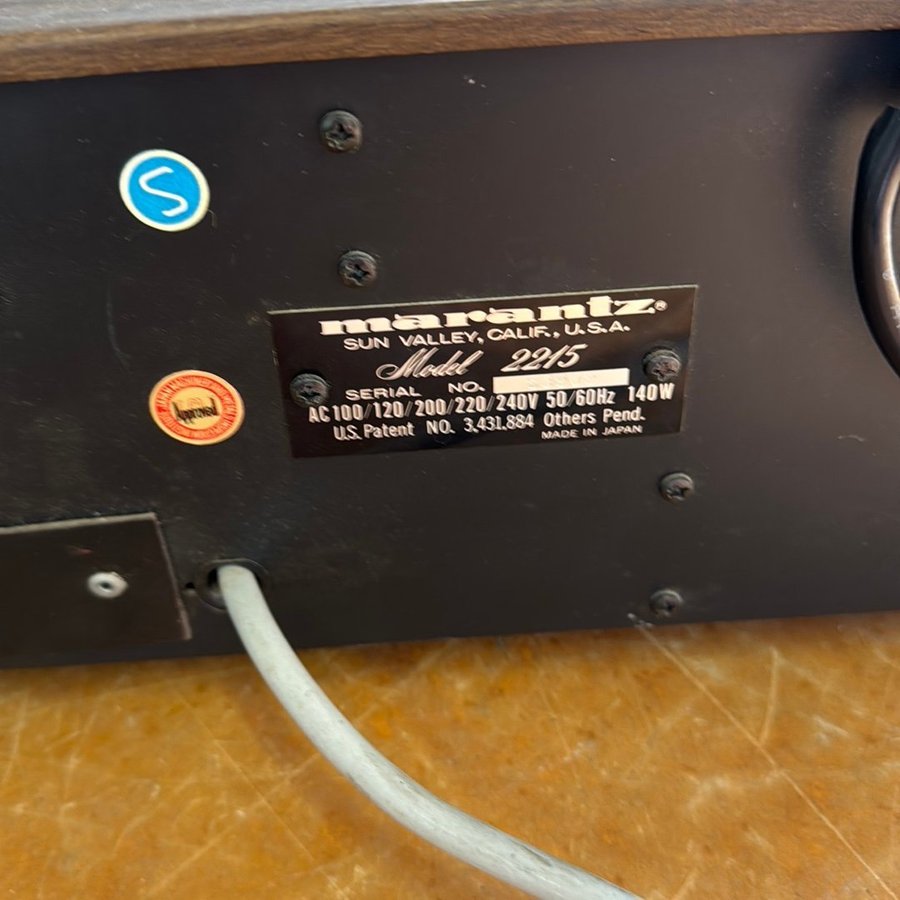 S
marantz®
SUN VALLEY, CALIF., U.S.A.
Model 2215
SERIAL NO.
AC 100/120/200/220/240V 50/60Hz 140W
U.S. Patent NO. 3,431,884 Others Pend.
MADE IN JAPAN
Approved